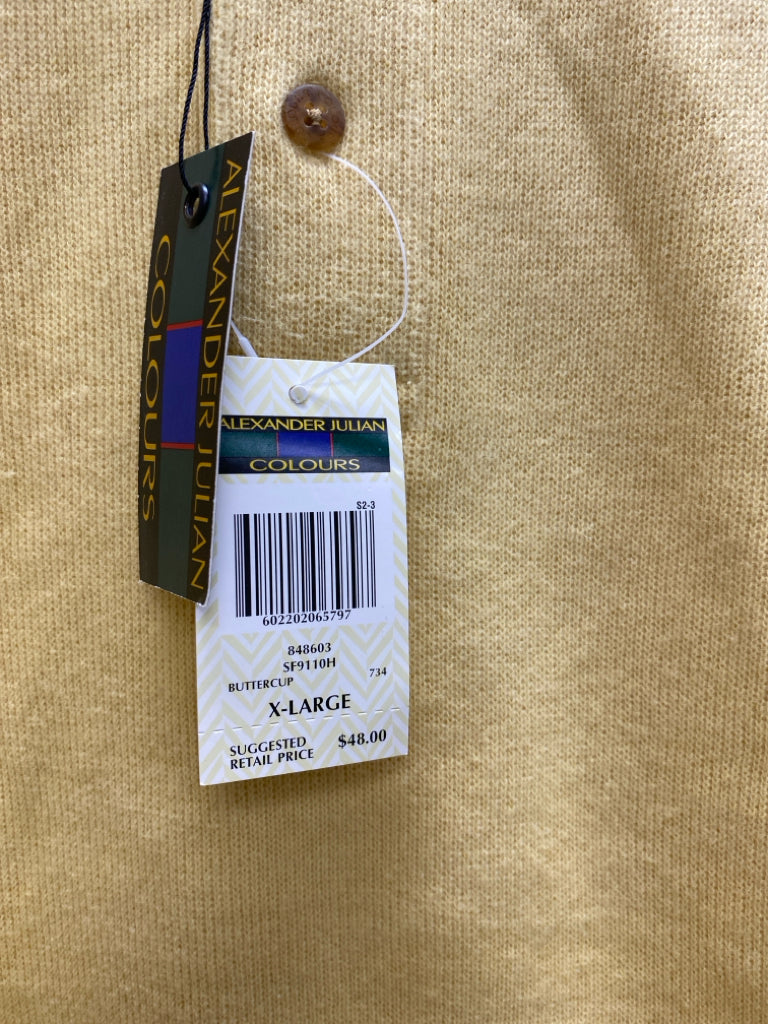 ALEXANDER JULIAN
COLOURS
ALEXANDER JULIAN
COLOURS
S2-3
602202065797
848603
SF9110H
BUTTERCUP 734
X-LARGE
SUGGESTED
RETAIL PRICE $48.00